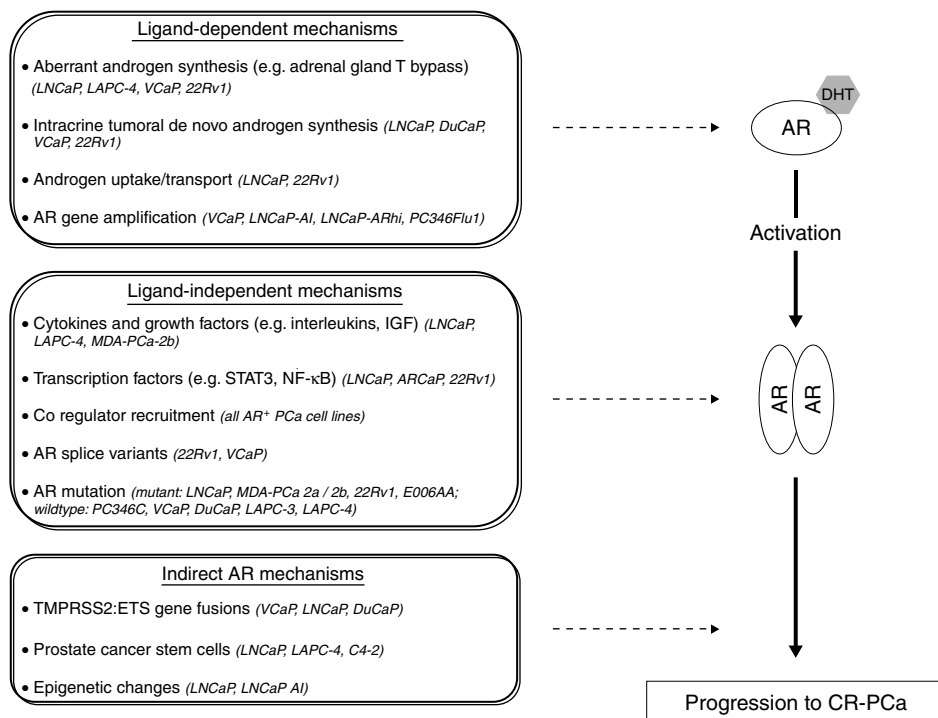 Ligand-dependent mechanisms
• Aberrant androgen synthesis (e.g. adrenal gland T bypass)
(LNCaP, LAPC-4, VCaP, 22Rv1)
• Intracrine tumoral de novo androgen synthesis (LNCaP, DuCaP,
VCaP, 22Rv1)
• Androgen uptake/transport (LNCaP, 22Rv1)
• AR gene amplification (VCaP, LNCaP-AI, LNCaP-ARhi, PC346Flu1)
Ligand-independent mechanisms
• Cytokines and growth factors (e.g. interleukins, IGF) (LNCaP,
LAPC-4, MDA-PCa-2b)
• Transcription factors (e.g. STAT3, NF-κB) (LNCaP, ARCaP, 22Rv1)
• Co regulator recruitment (all AR⁺ PCa cell lines)
• AR splice variants (22Rv1, VCaP)
• AR mutation (mutant: LNCaP, MDA-PCa 2a / 2b, 22Rv1, E006AA;
wildtype: PC346C, VCaP, DuCaP, LAPC-3, LAPC-4)
Indirect AR mechanisms
• TMPRSS2:ETS gene fusions (VCaP, LNCaP, DuCaP)
• Prostate cancer stem cells (LNCaP, LAPC-4, C4-2)
• Epigenetic changes (LNCaP, LNCaP AI)
DHT
AR
Activation
AR
AR
Progression to CR-PCa